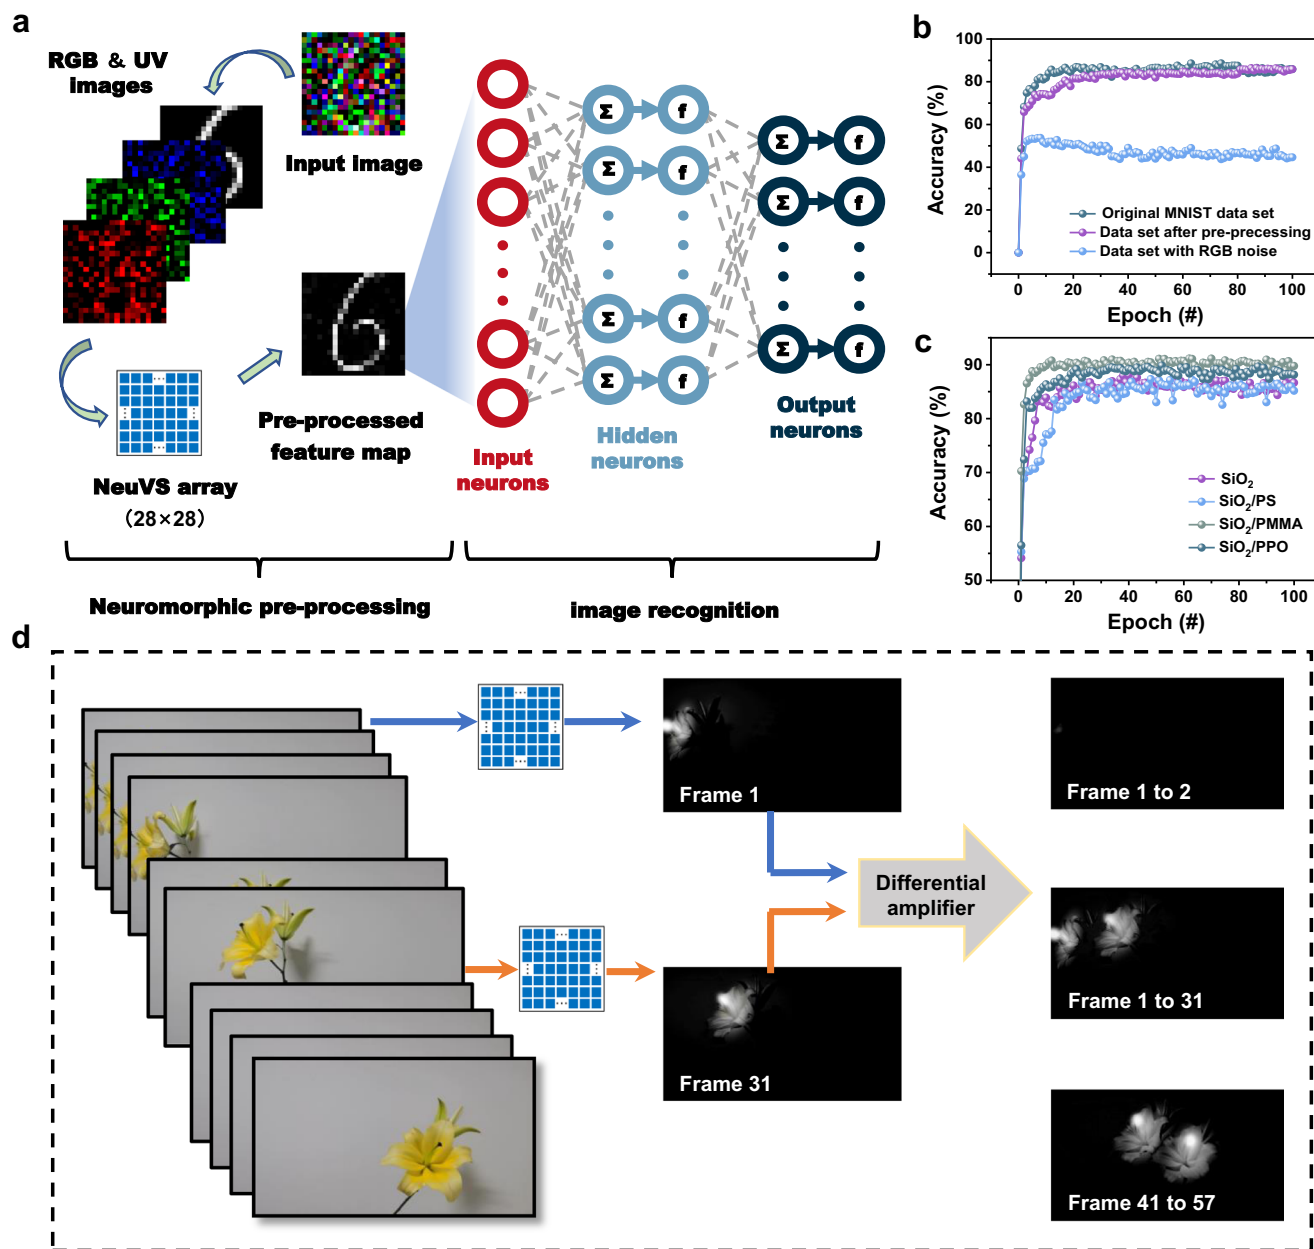 a
RGB & UV
images
Input image
NeuVS array
(28×28)
Pre-processed
feature map
Σ
f
Σ
f
Σ
f
Σ
f
Σ
f
Σ
f
Σ
f
Input
neurons
Hidden
neurons
Output
neurons
Neuromorphic pre-processing
image recognition
b
Accuracy (%)
100
80
60
40
20
0
Original MNIST data set
Data set after pre-precessing
Data set with RGB noise
0 20 40 60 80 100
Epoch (#)
c
Accuracy (%)
90
80
70
60
50
SiO2
SiO2/PS
SiO2/PMMA
SiO2/PPO
0 20 40 60 80 100
Epoch (#)
d
Frame 1
Frame 31
Differential
amplifier
Frame 1 to 2
Frame 1 to 31
Frame 41 to 57